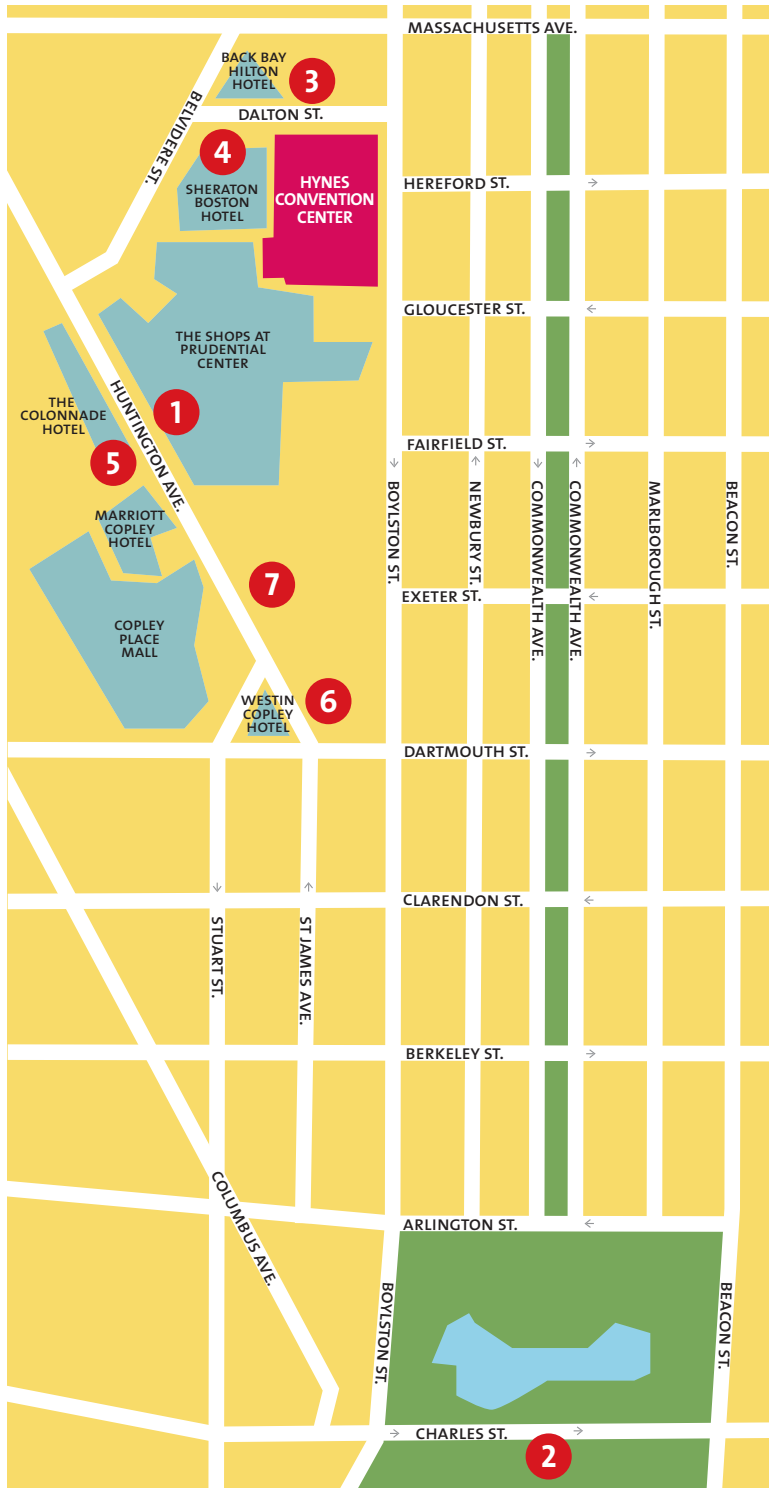 MASSACHUSETTS AVE.
BACK BAY
HILTON
HOTEL
3
BELVIDERE ST.
DALTON ST.
4
SHERATON
BOSTON
HOTEL
HYNES
CONVENTION
CENTER
HEREFORD ST.
GLOUCESTER ST.
THE SHOPS AT
PRUDENTIAL
CENTER
THE
COLONNADE
HOTEL
HUNTINGTON AVE.
1
5
FAIRFIELD ST.
BOYLSTON ST.
NEWBURY ST.
COMMONWEALTH AVE.
COMMONWEALTH AVE.
MARLBOROUGH ST.
BEACON ST.
MARRIOTT
COPLEY
HOTEL
7
EXETER ST.
COPLEY
PLACE
MALL
WESTIN
COPLEY
HOTEL
6
DARTMOUTH ST.
CLARENDON ST.
STUART ST.
ST JAMES AVE.
BERKELEY ST.
COLUMBUS AVE.
ARLINGTON ST.
BOYLSTON ST.
BEACON ST.
CHARLES ST.
2